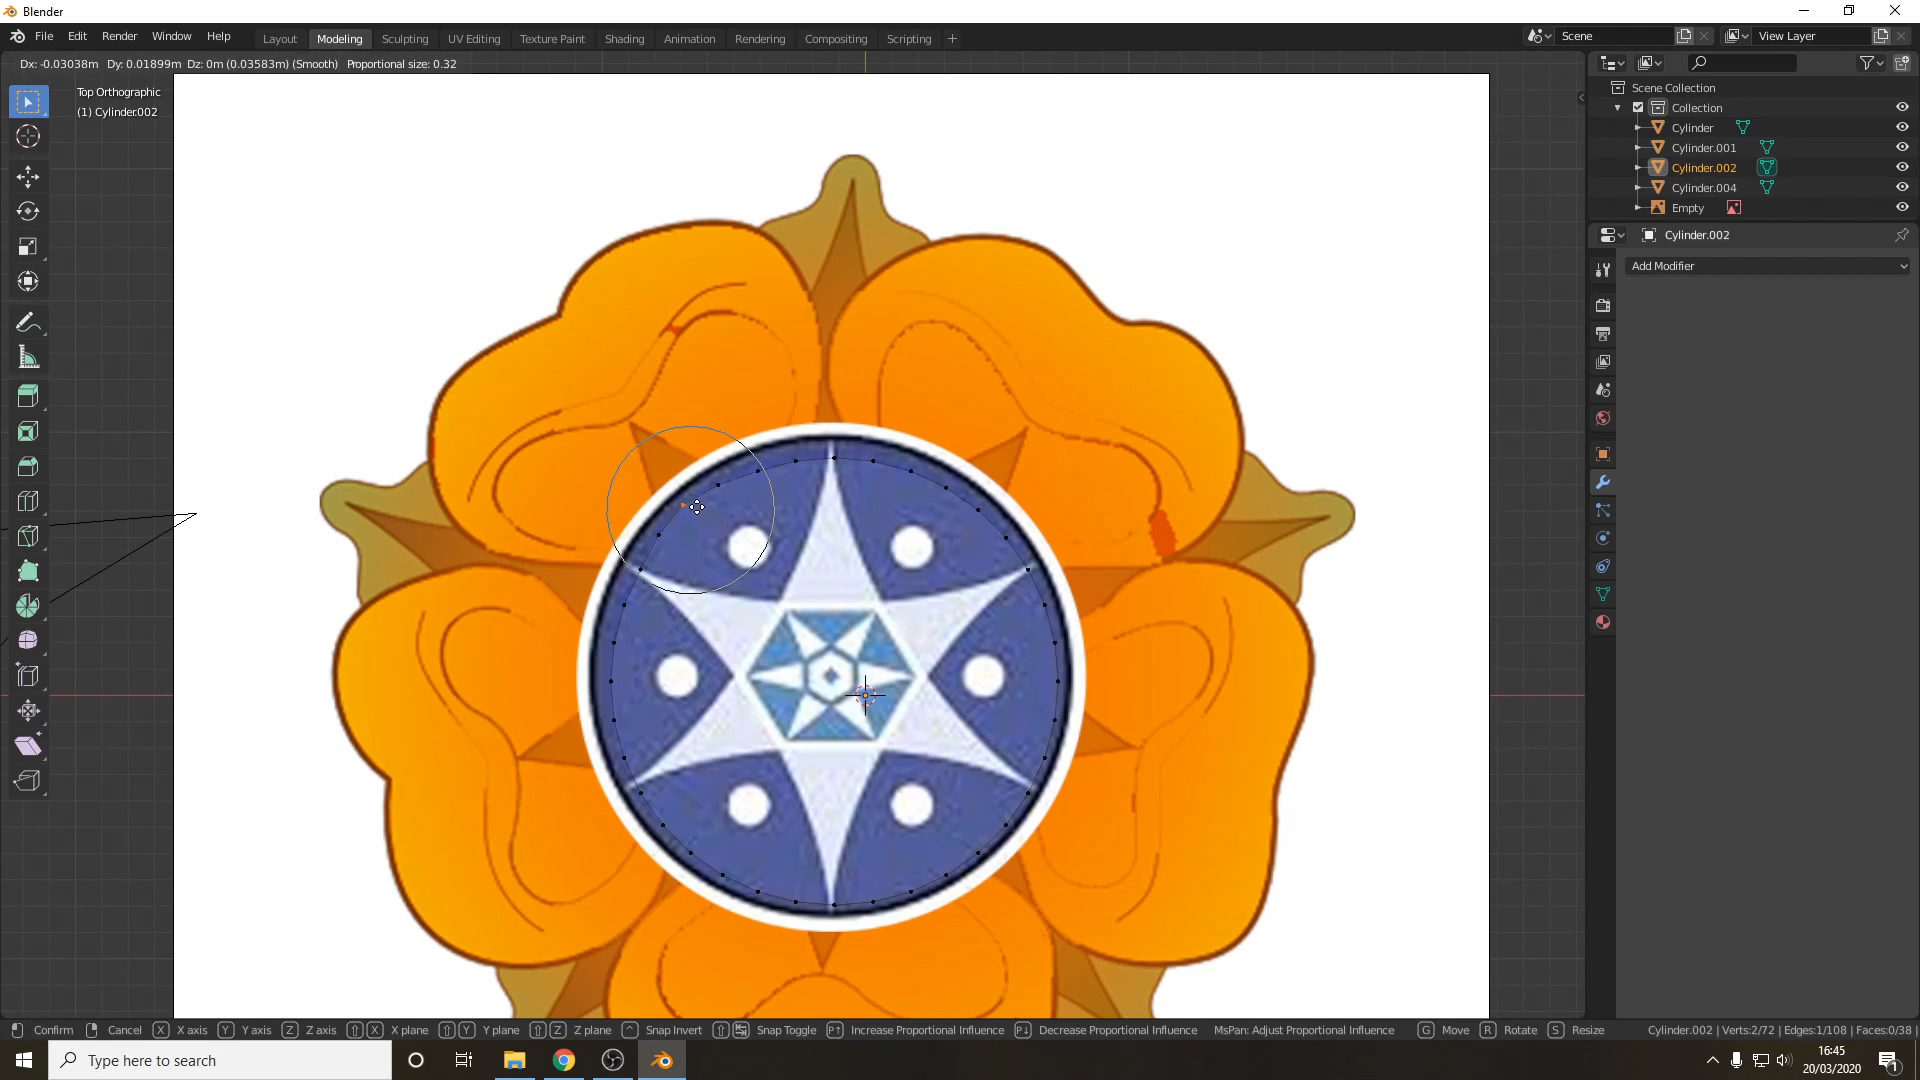 Blender
File Edit Render Window Help Layout Modeling Sculpting UV Editing Texture Paint Shading Animation Rendering Compositing Scripting + Scene View Layer
Dx: -0.03038m Dy: 0.01899m Dz: 0m (0.03583m) (Smooth) Proportional size: 0.32
Top Orthographic
(1) Cylinder.002
Scene Collection
Collection
Cylinder
Cylinder.001
Cylinder.002
Cylinder.004
Empty
Cylinder.002
Add Modifier
Confirm Cancel X X axis Y Y axis Z Z axis X X plane Y Y plane Z Z plane Snap Invert Snap Toggle Increase Proportional Influence Decrease Proportional Influence MsPan: Adjust Proportional Influence G Move R Rotate S Resize Cylinder.002 | Verts:2/72 | Edges:1/108 | Faces:0/38 |
Type here to search
16:45
20/03/2020
1